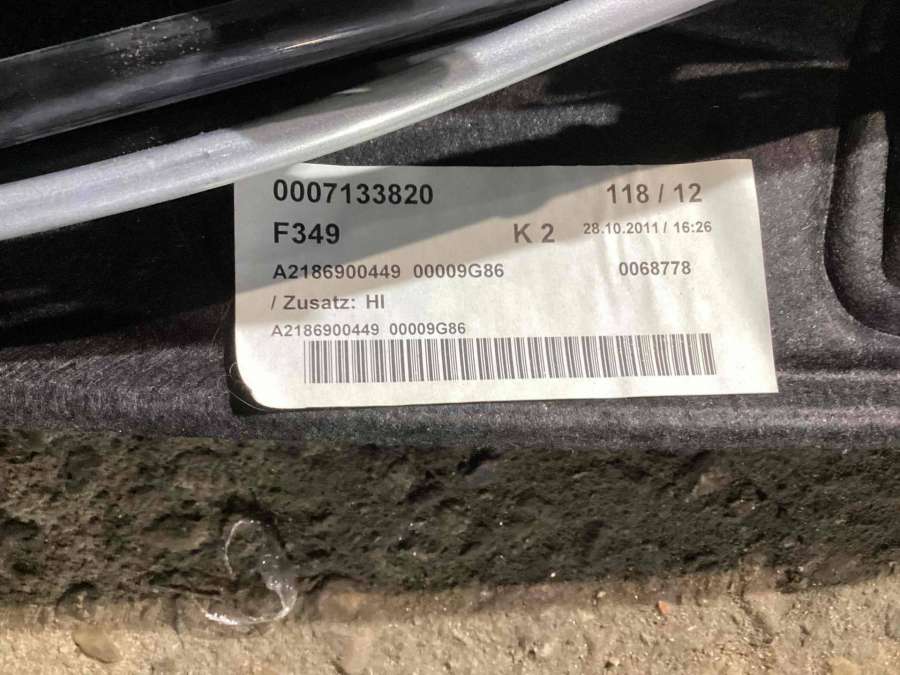 0007133820 118 / 12
F349 K 2 28.10.2011 / 16:26
A2186900449 00009G86 0068778
/ Zusatz: HI
A2186900449 00009G86